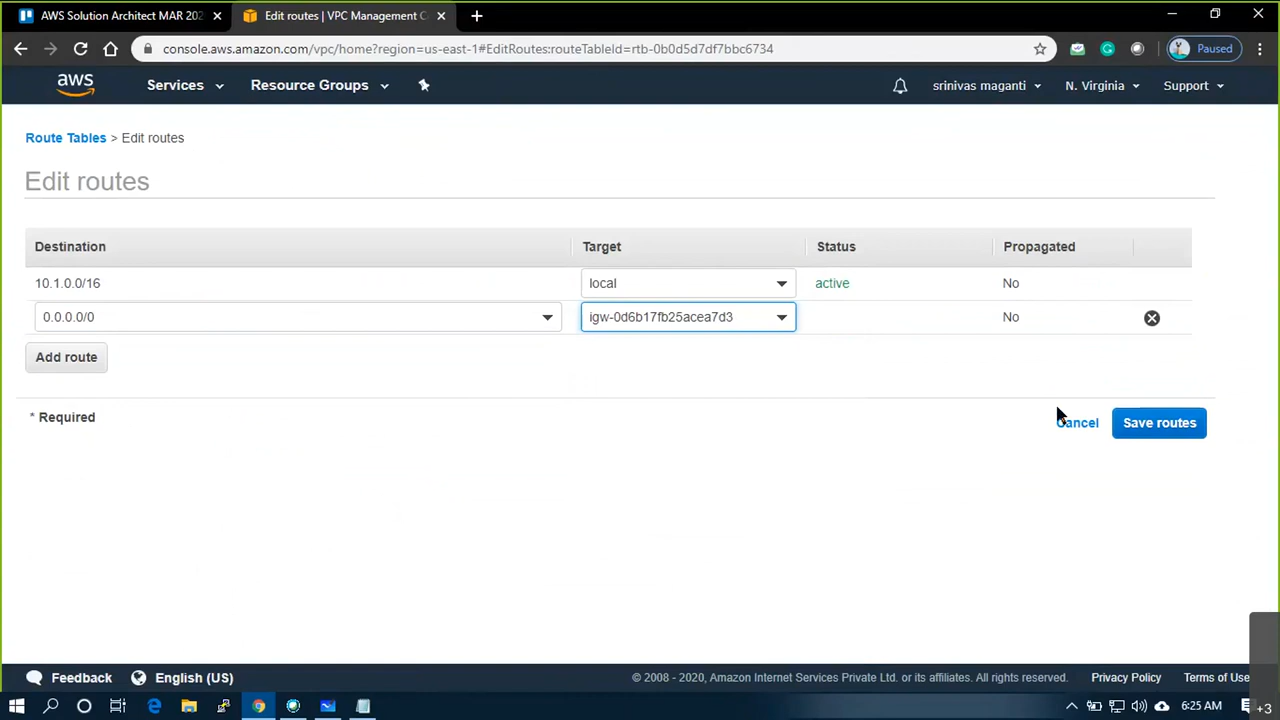 AWS Solution Architect MAR 202
Edit routes | VPC Management C
console.aws.amazon.com/vpc/home?region=us-east-1#EditRoutes:routeTableId=rtb-0b0d5d7df7bbc6734
Paused
aws
Services
Resource Groups
srinivas maganti
N. Virginia
Support
Route Tables > Edit routes
Edit routes
Destination Target Status Propagated
10.1.0.0/16 local active No
0.0.0.0/0 igw-0d6b17fb25acea7d3 No
Add route
* Required
Cancel
Save routes
Feedback
English (US)
© 2008 - 2020, Amazon Internet Services Private Ltd. or its affiliates. All rights reserved.
Privacy Policy
Terms of Use
6:25 AM
+3